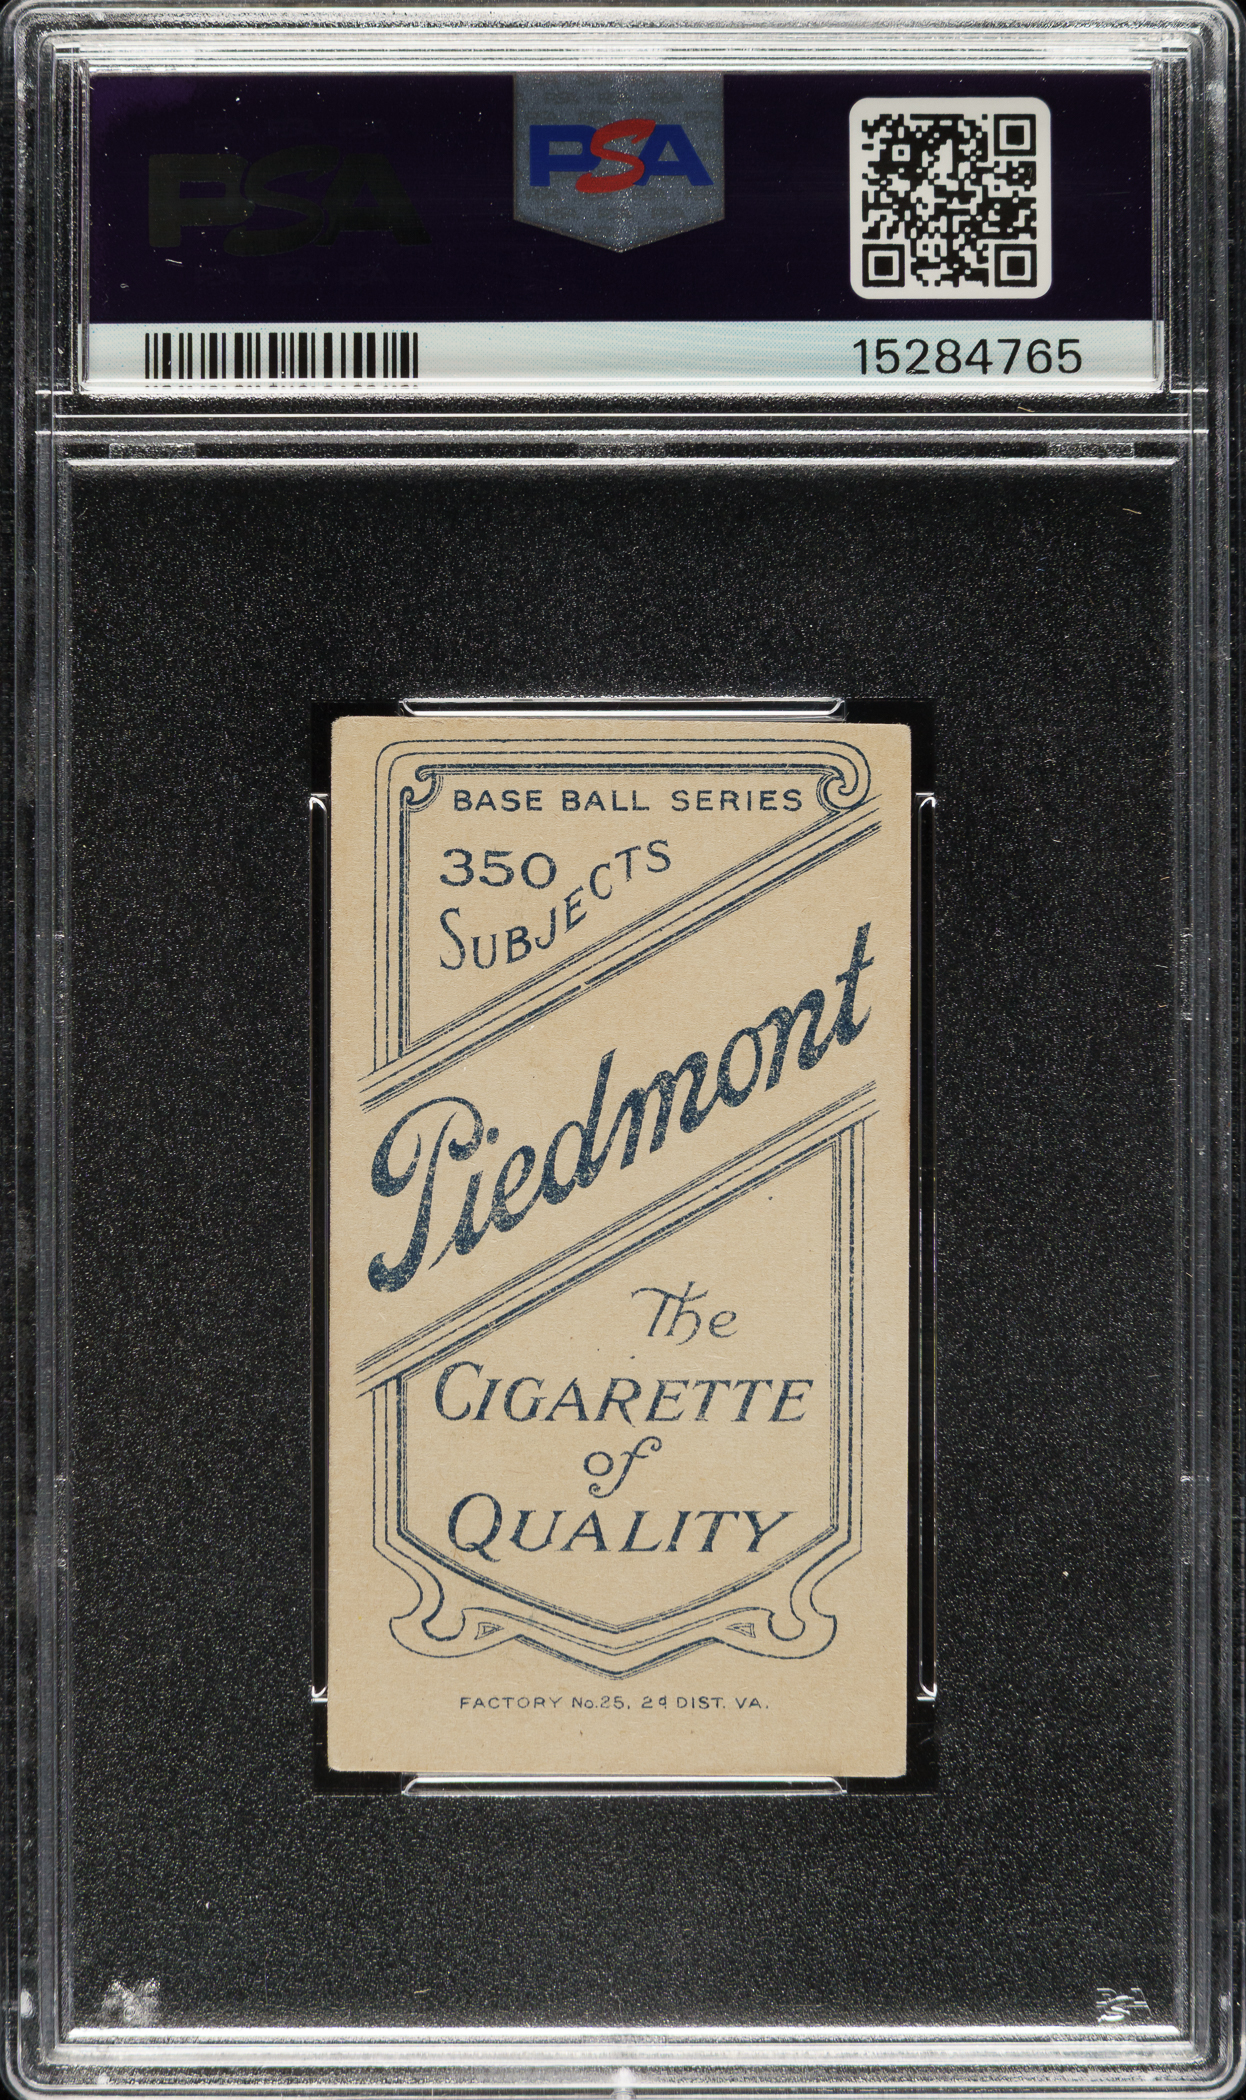 PSA
PSA
15284765
BASE BALL SERIES
350
SUBJECTS
Piedmont
The
CIGARETTE
of
QUALITY
FACTORY No.25, 2d DIST. VA.
PSA